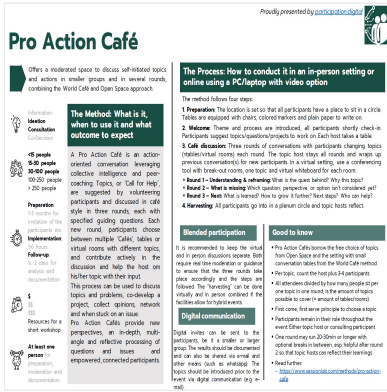 Proudly presented by participation digital
Pro Action Café
Offers a moderated space to discuss self-initiated topics
and actions in smaller groups and in several rounds,
combining the World Café and Open Space approach.
Information
Ideation
Consultation
Co-Decision
<15 people
15-30 people
30-100 people
100-250 people
> 250 people
Preparation:
1-3 months for
invitation of the
participants etc.
Implementation:
1-6 hours
Follow-up:
days for
analysis and
documentation
$
$$
$$$
Resources for a
short workshop
At least one
person for
preparation,
moderation and
documentation
The Method: What is it,
when to use it and what
outcome to expect
A Pro Action Café is an action-
oriented conversation leveraging
collective intelligence and peer-
coaching. Topics, or 'Call for Help',
are suggested by volunteering
participants and discussed in café
style in three rounds, each with
specified guiding questions. Each
new round, participants choose
between multiple 'Cafés', tables or
virtual rooms with different topics,
and contribute actively in the
discussion and help the host on
his/her topic with their input.
This process can be used to discuss
topics and problems, co-develop a
project, collect opinions, network
and when stuck on an issue.
Pro Action Cafés provide new
perspectives, an in-depth, multi-
angle and reflective processing of
questions and issues and
empowered, connected participants.
The Process: How to conduct it in an in-person setting or
online using a PC/laptop with video option
The method follows four steps:
1. Preparation: The location is set so that all participants have a place to sit in a circle.
Tables are equipped with chairs, colored markers and plain paper to write on.
2. Welcome: Theme and process are introduced, all participants shortly check-in.
Participants suggest topics/questions/projects to work on. Each host takes a table.
3. Café discussion: Three rounds of conversations with participants changing topics
(tables/virtual rooms) each round. The topic host stays all rounds and wraps up
previous conversation(s) for new participants. In a virtual setting, use a conferencing
tool with break-out rooms, one topic and virtual whiteboard for each room
• Round 1 – Understanding & reframing: What is the quest behind? Why this topic?
• Round 2 – What is missing: Which question, perspective or option isn't considered yet?
• Round 3 – Next: What is learned? How to grow it further? Next steps? Who can help?
4. Harvesting: All participants go into in a plenum circle and topic hosts reflect
Blended participation
It is recommended to keep the virtual
and in person discussions separate. Both
require real time moderation or guidance
to ensure that the three rounds take
place accordingly and the steps are
followed. The "harvesting" can be done
virtually and in person combined if the
facilities allow for hybrid events.
Digital communication
Digital invites can be sent to the
participants, be it a smaller or larger
group. The results should be documented
and can also be shared via email and
other means (such as whatsapp). The
topics should be introduced prior to the
event via digital communication (e.g. e-
mail)
Good to know
• Pro Action Cafés borrow the free choice of topics
from Open Space and the setting with small
conversation tables from the World Café method
• Per topic, count the host plus 3-4 participants
• All attendees divided by how many people sit per
one topic in one round, is the amount of topics
possible to cover (= amount of tables/rooms)
• First come, first serve principle to choose a topic
• Participants remain in their role throughout the
event: Either topic host or consulting participant
• One round may run 20-30min or longer with
optional breaks in between, e.g. helpful after round
2 so that topic hosts can reflect their learnings
• Read further
– https://www.sessionlab.com/methods/pro-action-
cafe